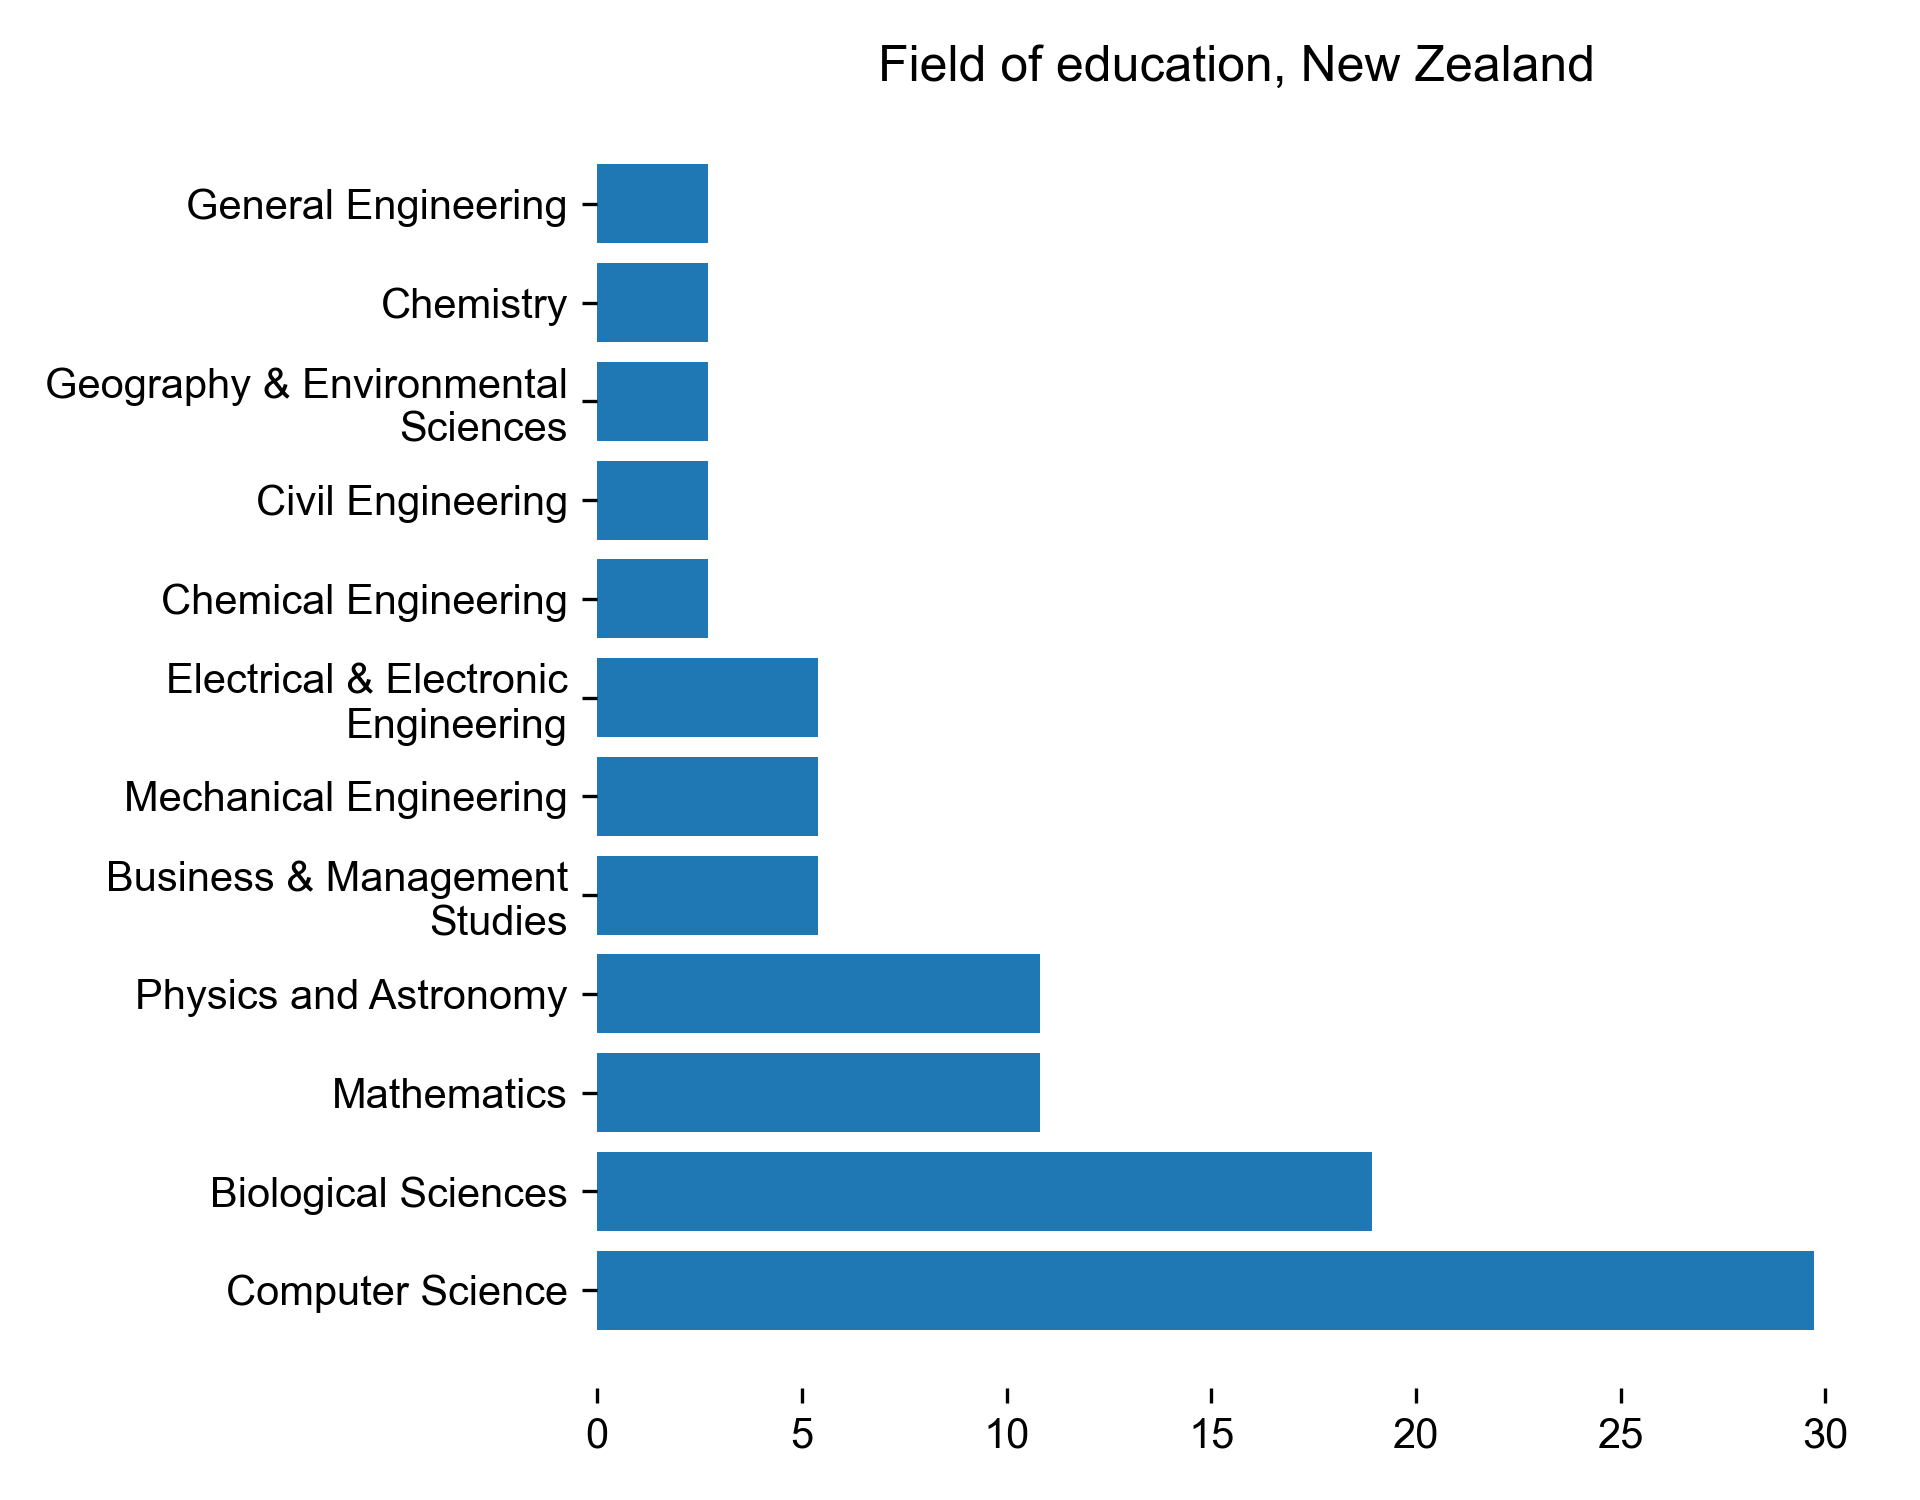 Field of education, New Zealand
General Engineering
Chemistry
Geography & Environmental
Sciences
Civil Engineering
Chemical Engineering
Electrical & Electronic
Engineering
Mechanical Engineering
Business & Management
Studies
Physics and Astronomy
Mathematics
Biological Sciences
Computer Science
0 5 10 15 20 25 30